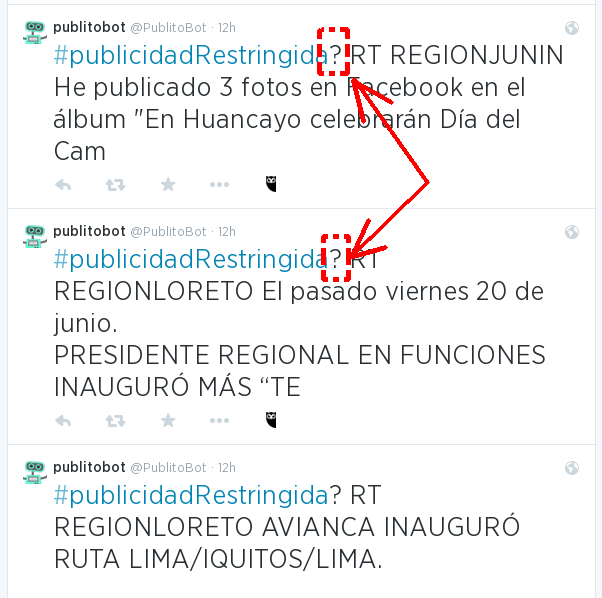 publitobot @PublitoBot · 12h
#publicidadRestringida? RT REGIONJUNIN
He publicado 3 fotos en Facebook en el
álbum "En Huancayo celebrarán Día del
Cam
publitobot @PublitoBot · 12h
#publicidadRestringida? RT
REGIONLORETO El pasado viernes 20 de
junio.
PRESIDENTE REGIONAL EN FUNCIONES
INAUGURÓ MÁS “TE
publitobot @PublitoBot · 12h
#publicidadRestringida? RT
REGIONLORETO AVIANCA INAUGURÓ
RUTA LIMA/IQUITOS/LIMA.